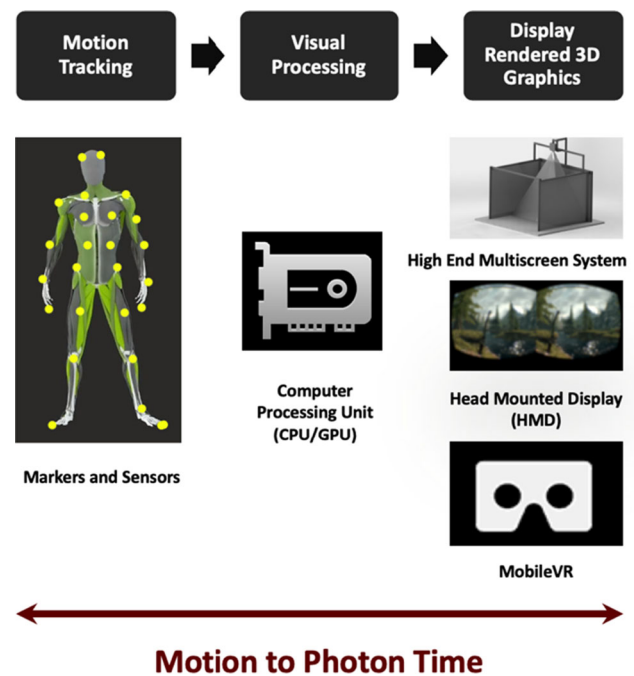 Motion
Tracking
Visual
Processing
Display
Rendered 3D
Graphics
High End Multiscreen System
Head Mounted Display
(HMD)
MobileVR
Computer
Processing Unit
(CPU/GPU)
Markers and Sensors
Motion to Photon Time